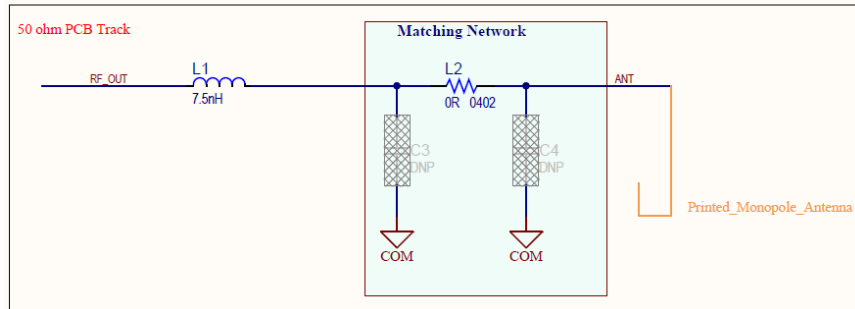 50 ohm PCB Track
Matching Network
RF_OUT
L1
7.5nH
L2
0R 0402
ANT
C3
DNP
C4
DNP
Printed_Monopole_Antenna
COM
COM